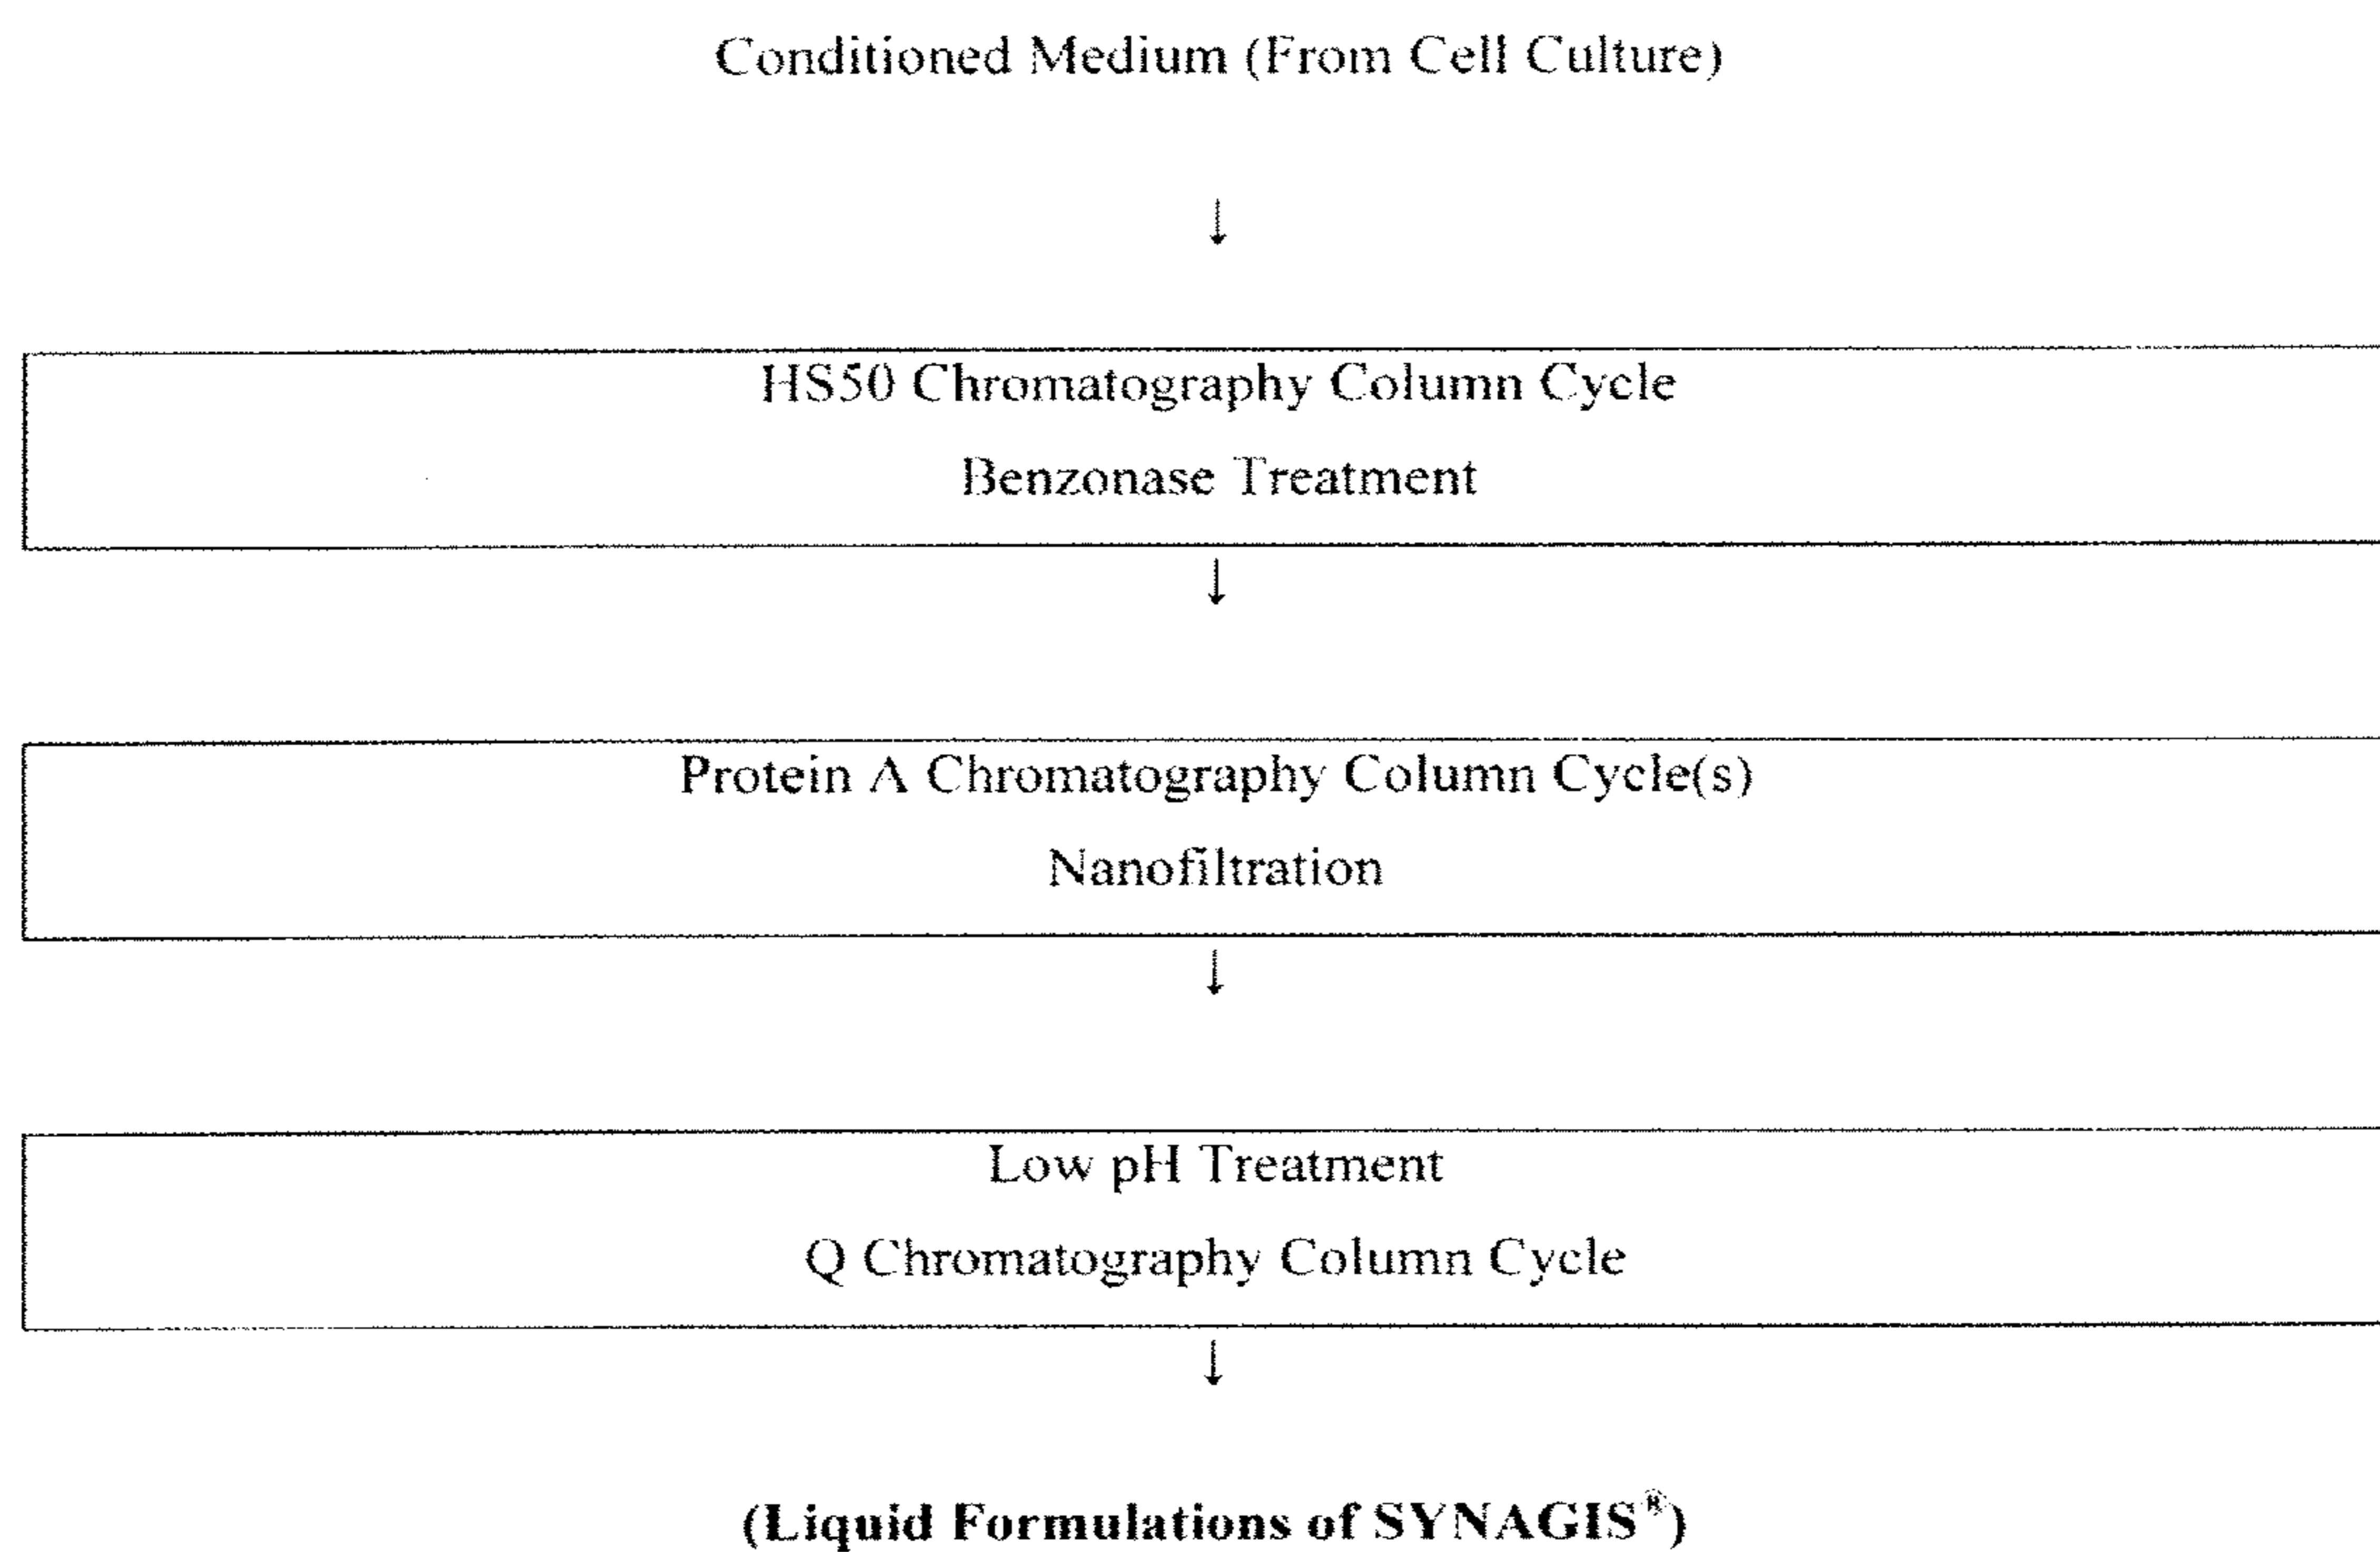 Conditioned Medium (From Cell Culture)
↓
HS50 Chromatography Column Cycle
Benzonase Treatment
↓
Protein A Chromatography Column Cycle(s)
Nanofiltration
↓
Low pH Treatment
Q Chromatography Column Cycle
↓
(Liquid Formulations of SYNAGIS®)